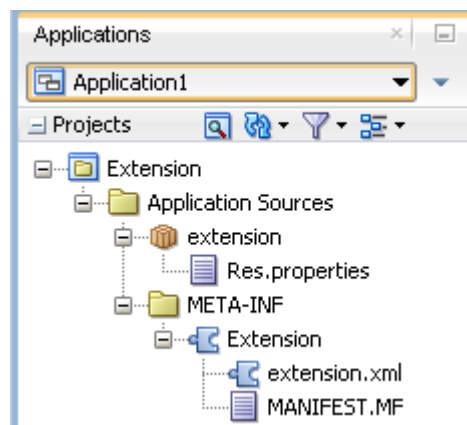 Applications
Application1
Projects
Extension
Application Sources
extension
Res.properties
META-INF
Extension
extension.xml
MANIFEST.MF